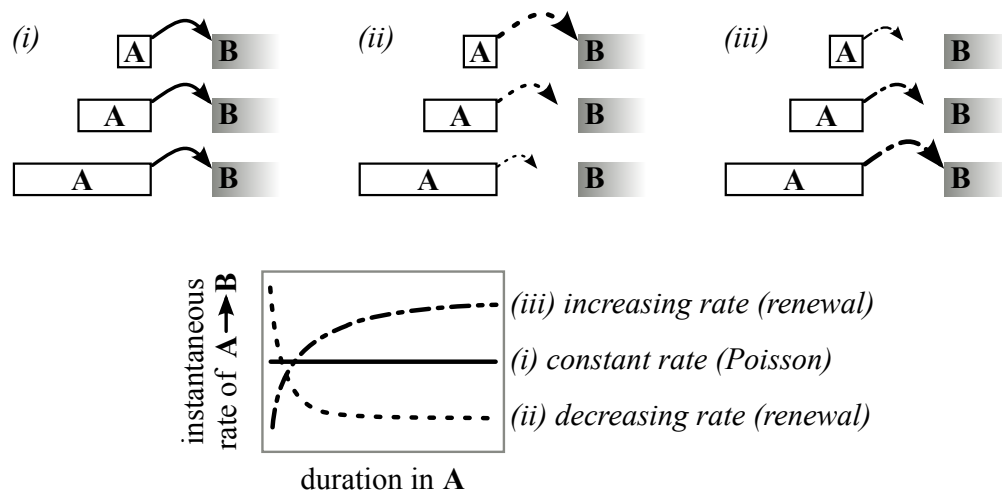 (i) A B (ii) A B (iii) A B
A B A B A B
A B A B A B
instantaneous
rate of A B
(iii) increasing rate (renewal)
(i) constant rate (Poisson)
(ii) decreasing rate (renewal)
duration in A